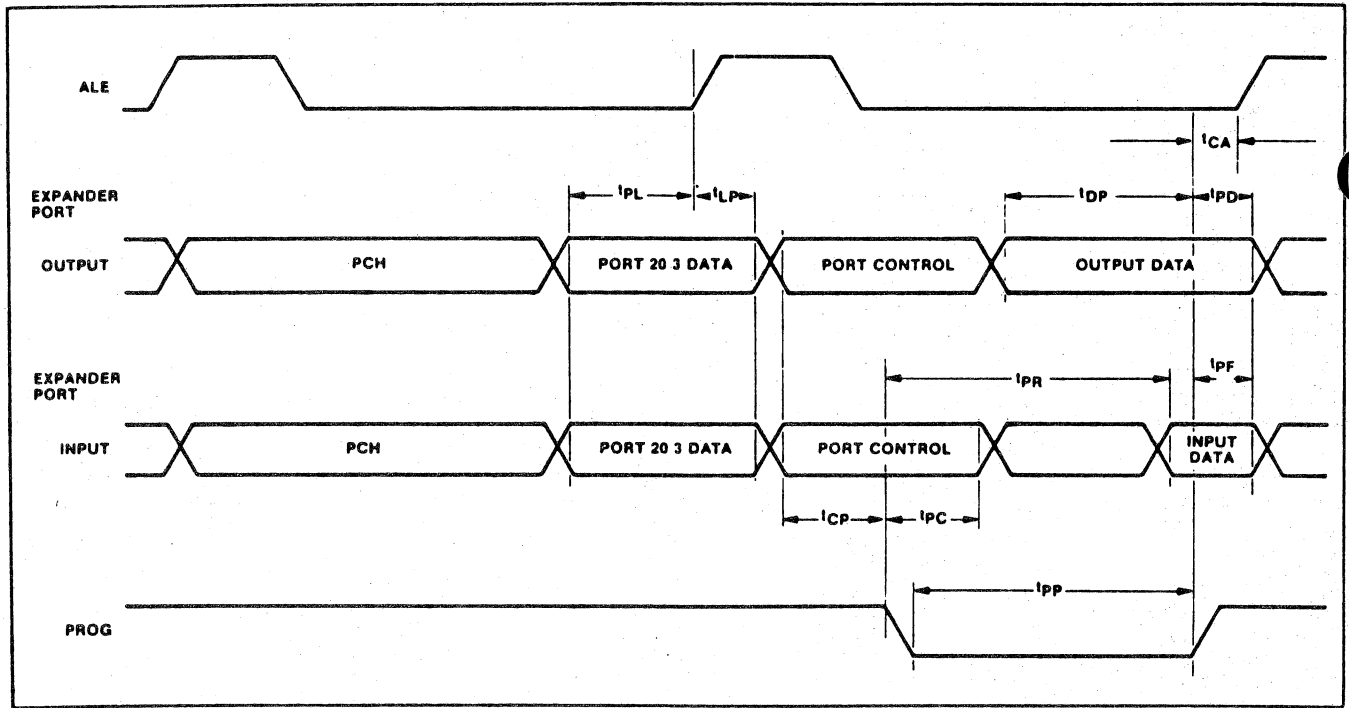 ALE
tCA
EXPANDER
PORT
tPL
tLP
tDP
tPD
OUTPUT
PCH
PORT 20 3 DATA
PORT CONTROL
OUTPUT DATA
EXPANDER
PORT
tPR
tPF
INPUT
PCH
PORT 20 3 DATA
PORT CONTROL
INPUT
DATA
tCP
tPC
tPP
PROG